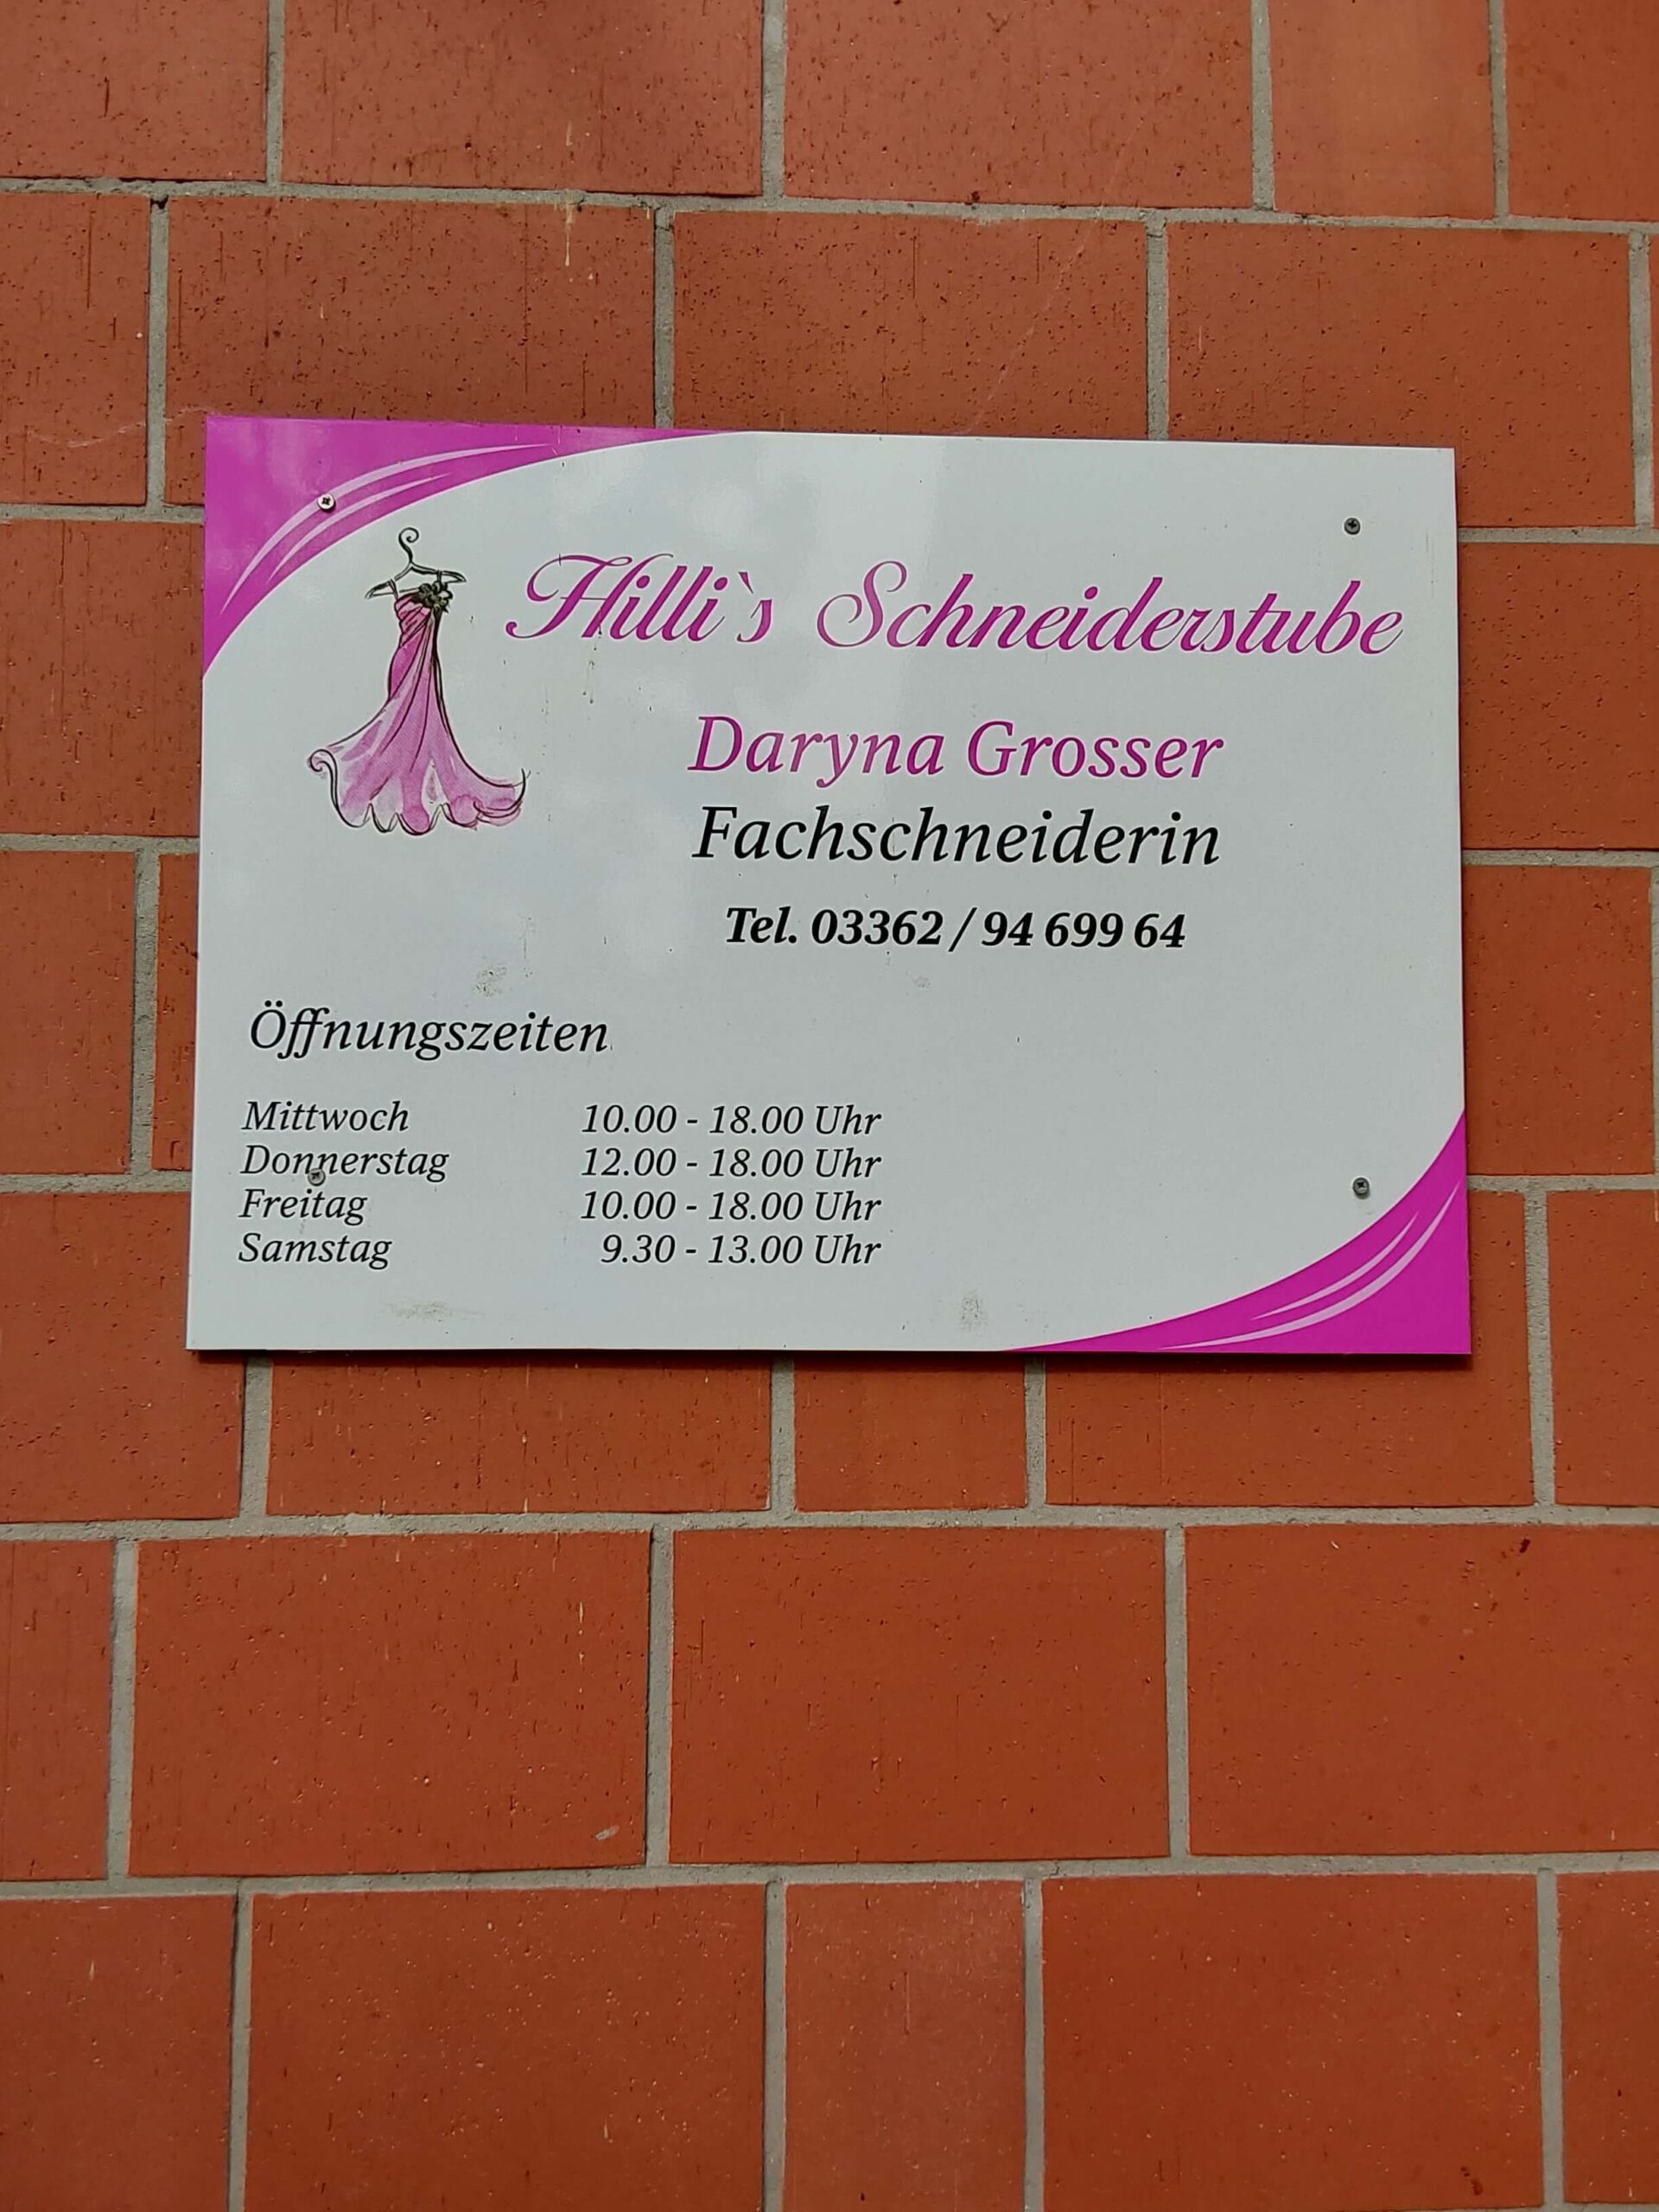 Hilli`s Schneiderstube
Daryna Grosser
Fachschneiderin
Tel. 03362 / 94 699 64
Öffnungszeiten
Mittwoch 10.00 - 18.00 Uhr
Donnerstag 12.00 - 18.00 Uhr
Freitag 10.00 - 18.00 Uhr
Samstag 9.30 - 13.00 Uhr